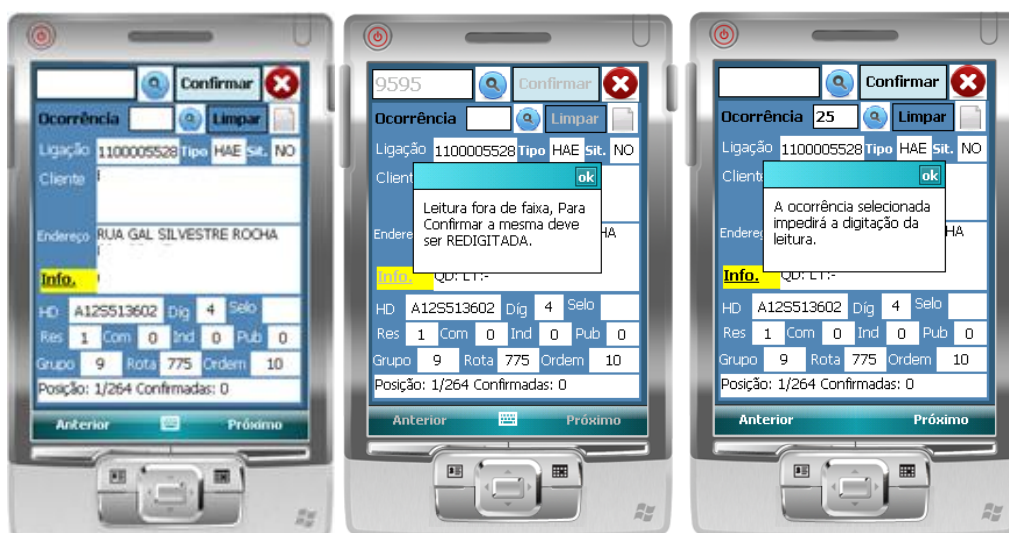 Confirmar
Ocorrência Limpar
Ligação 1100005528 Tipo HAE Sit. NO
Cliente
Endereço RUA GAL SILVESTRE ROCHA
Info.
HD A12S513602 Díg 4 Selo
Res 1 Com 0 Ind 0 Pub 0
Grupo 9 Rota 775 Ordem 10
Posição: 1/264 Confirmadas: 0
Anterior Próximo
9595 Confirmar
Ocorrência Limpar
Ligação 1100005528 Tipo HAE Sit. NO
Client
ok
Leitura fora de faixa, Para
Confirmar a mesma deve
ser REDIGITADA.
Endere HA
Info. QD: LT:-
HD A12S513602 Díg 4 Selo
Res 1 Com 0 Ind 0 Pub 0
Grupo 9 Rota 775 Ordem 10
Posição: 1/264 Confirmadas: 0
Anterior Próximo
Confirmar
Ocorrência 25 Limpar
Ligação 1100005528 Tipo HAE Sit. NO
Client
ok
A ocorrência selecionada
impedirá a digitação da
leitura.
Endere HA
Info. QD: LT:-
HD A12S513602 Díg 4 Selo
Res 1 Com 0 Ind 0 Pub 0
Grupo 9 Rota 775 Ordem 10
Posição: 1/264 Confirmadas: 0
Anterior Próximo